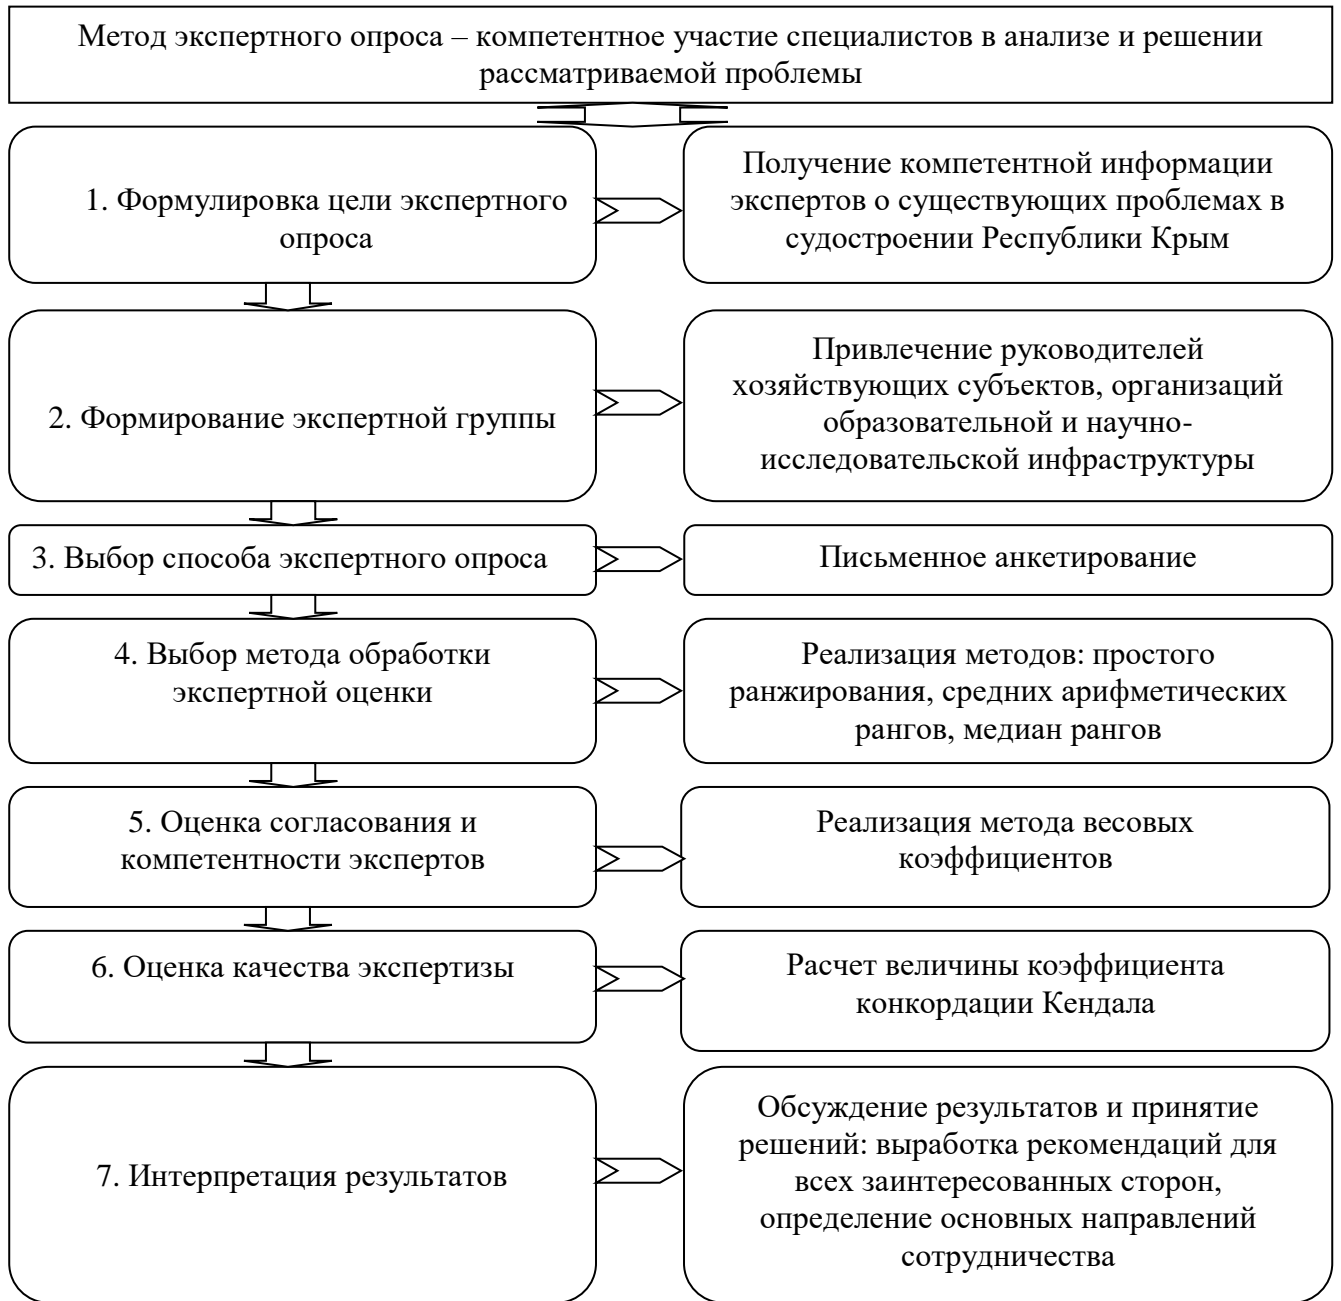 Метод экспертного опроса – компетентное участие специалистов в анализе и решении
рассматриваемой проблемы
1. Формулировка цели экспертного
опроса
Получение компетентной информации
экспертов о существующих проблемах в
судостроении Республики Крым
2. Формирование экспертной группы
Привлечение руководителей
хозяйствующих субъектов, организаций
образовательной и научно-
исследовательской инфраструктуры
3. Выбор способа экспертного опроса
Письменное анкетирование
4. Выбор метода обработки
экспертной оценки
Реализация методов: простого
ранжирования, средних арифметических
рангов, медиан рангов
5. Оценка согласования и
компетентности экспертов
Реализация метода весовых
коэффициентов
6. Оценка качества экспертизы
Расчет величины коэффициента
конкордации Кендала
7. Интерпретация результатов
Обсуждение результатов и принятие
решений: выработка рекомендаций для
всех заинтересованных сторон,
определение основных направлений
сотрудничества